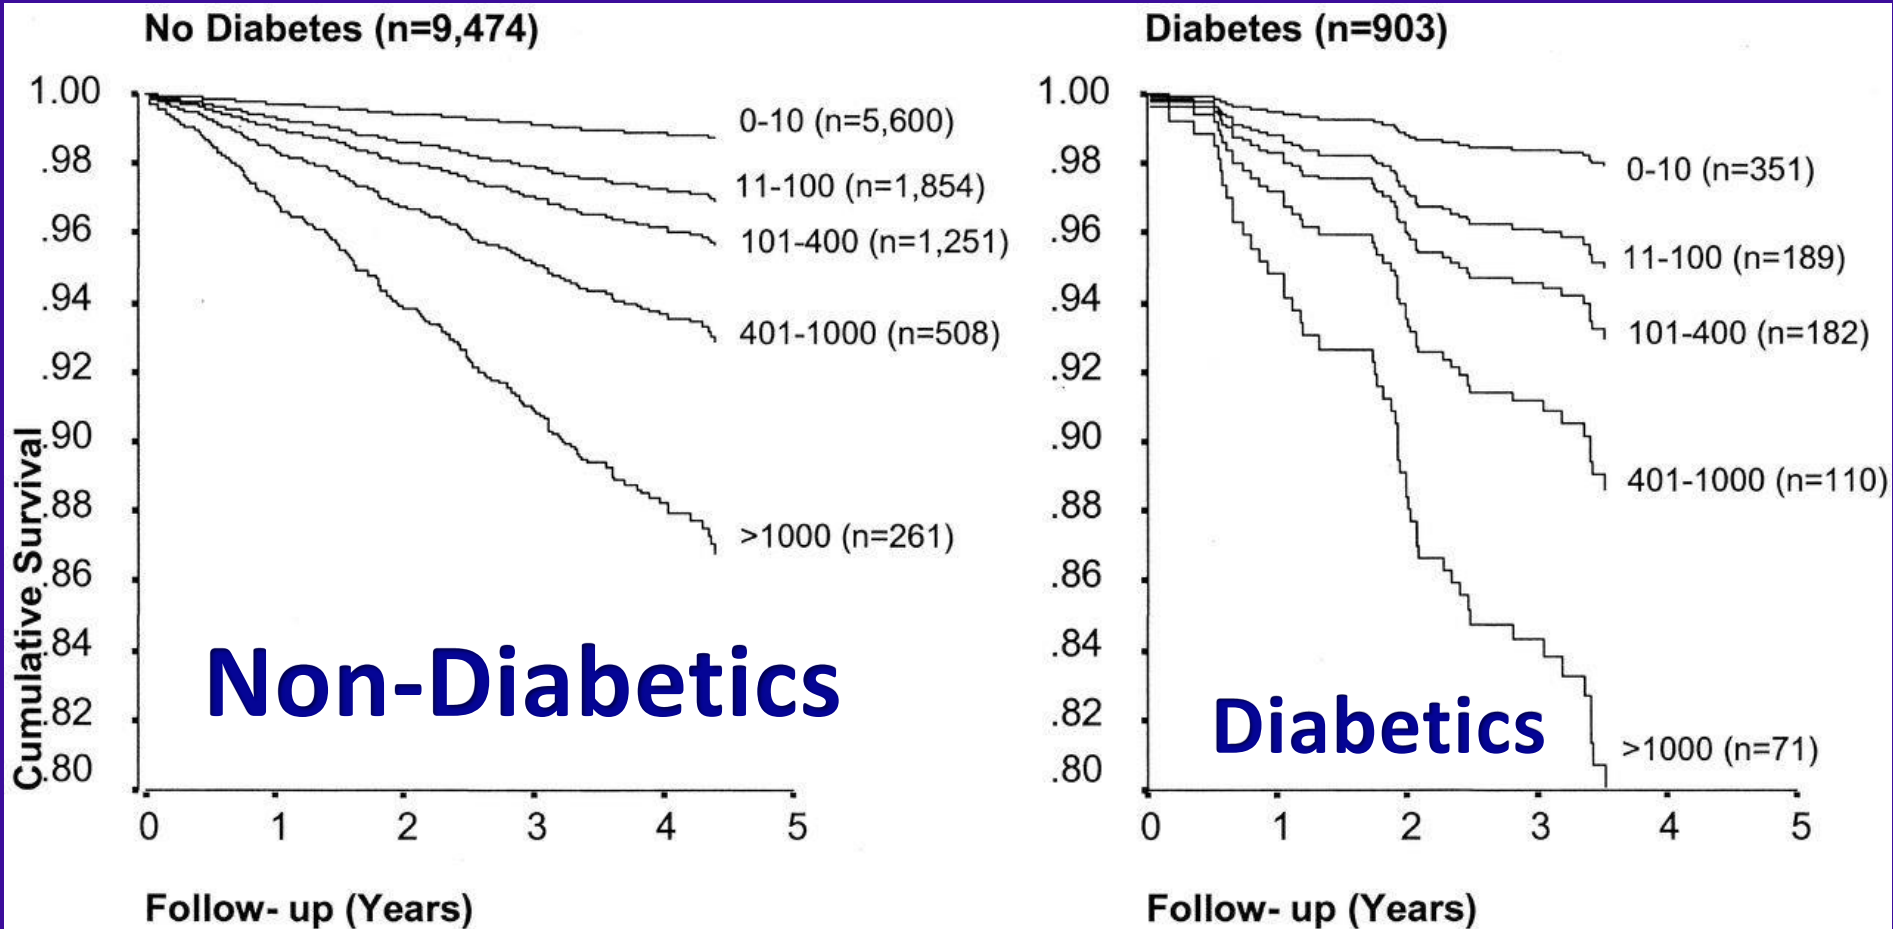 No Diabetes (n=9,474)
1.00
.98
.96
.94
.92
.90
.88
.86
.84
.82
.80
Cumulative Survival
0-10 (n=5,600)
11-100 (n=1,854)
101-400 (n=1,251)
401-1000 (n=508)
>1000 (n=261)
Non-Diabetics
0 1 2 3 4 5
Follow- up (Years)
Diabetes (n=903)
1.00
.98
.96
.94
.92
.90
.88
.86
.84
.82
.80
0-10 (n=351)
11-100 (n=189)
101-400 (n=182)
401-1000 (n=110)
>1000 (n=71)
Diabetics
0 1 2 3 4 5
Follow- up (Years)